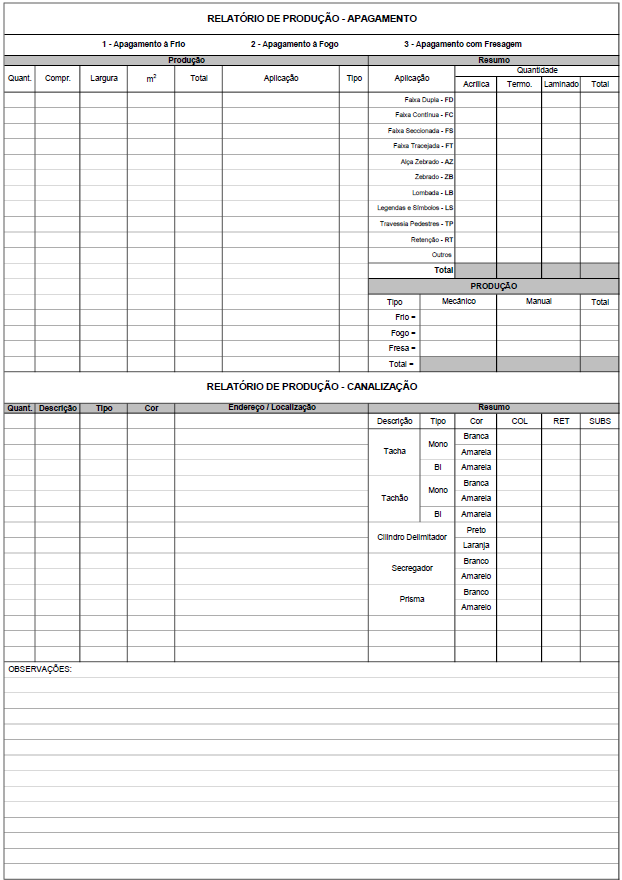 RELATÓRIO DE PRODUÇÃO - APAGAMENTO
1 - Apagamento à Frio 2 - Apagamento à Fogo 3 - Apagamento com Fresagem
Produção Resumo
Quant. Compr. Largura m² Total Aplicação Tipo Aplicação Quantidade
Acrílica Termo. Laminado Total
Faixa Dupla - FD
Faixa Contínua - FC
Faixa Seccionada - FS
Faixa Tracejada - FT
Alça Zebrado - AZ
Zebrado - ZB
Lombada - LB
Legendas e Símbolos - LS
Travessia Pedestres - TP
Retenção - RT
Outros
Total
PRODUÇÃO
Tipo Mecânico Manual Total
Frio =
Fogo =
Fresa =
Total =
RELATÓRIO DE PRODUÇÃO - CANALIZAÇÃO
Quant. Descrição Tipo Cor Endereço / Localização Resumo
Descrição Tipo Cor COL RET SUBS
Tacha Mono Branca
Amarela
BI Amarela
Tachão Mono Branca
Amarela
BI Amarela
Cilindro Delimitador Preto
Laranja
Secregador Branco
Amarelo
Prisma Branco
Amarelo
OBSERVAÇÕES: